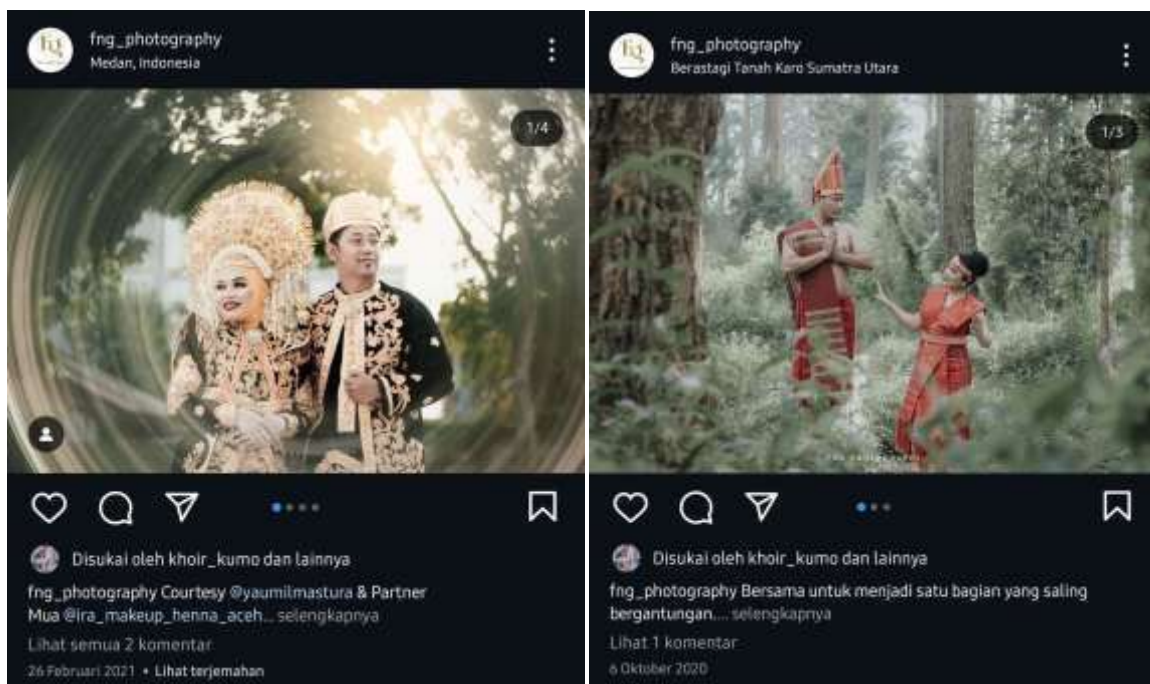 fng_photography
Medan, Indonesia
1/4
Disukai oleh khoir_kumo dan lainnya
fng_photography Courtesy @yaumilmastura & Partner
Mua @ira_makeup_henna_aceh... selengkapnya
Lihat semua 2 komentar
26 Februari 2021 • Lihat terjemahan
fng_photography
Berastagi Tanah Karo Sumatra Utara
1/3
Disukai oleh khoir_kumo dan lainnya
fng_photography Bersama untuk menjadi satu bagian yang saling
bergantungan.... selengkapnya
Lihat 1 komentar
6 Oktober 2020